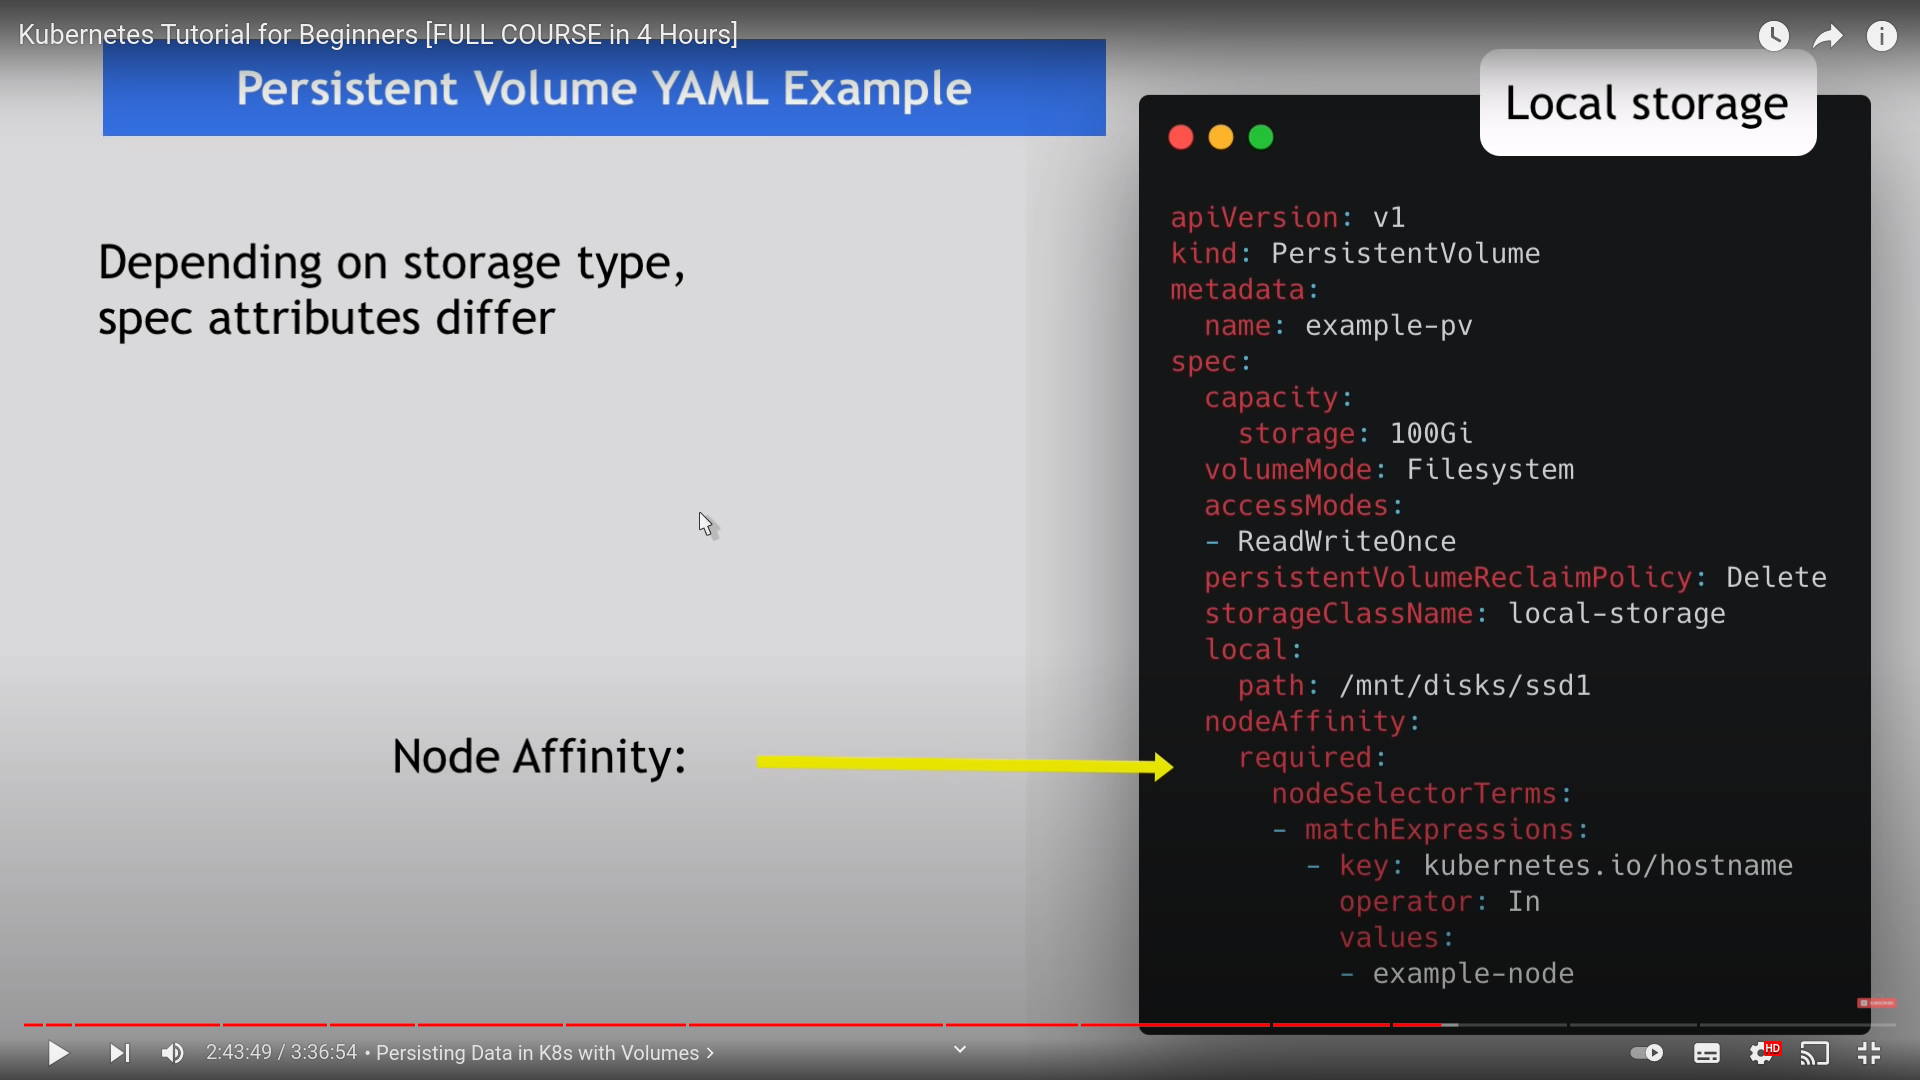 Kubernetes Tutorial for Beginners [FULL COURSE in 4 Hours]
Persistent Volume YAML Example
Local storage
Depending on storage type,
spec attributes differ
Node Affinity:
apiVersion: v1
kind: PersistentVolume
metadata:
  name: example-pv
spec:
  capacity:
    storage: 100Gi
  volumeMode: Filesystem
  accessModes:
  - ReadWriteOnce
  persistentVolumeReclaimPolicy: Delete
  storageClassName: local-storage
  local:
    path: /mnt/disks/ssd1
  nodeAffinity:
    required:
      nodeSelectorTerms:
      - matchExpressions:
        - key: kubernetes.io/hostname
          operator: In
          values:
          - example-node
2:43:49 / 3:36:54 • Persisting Data in K8s with Volumes >
HD